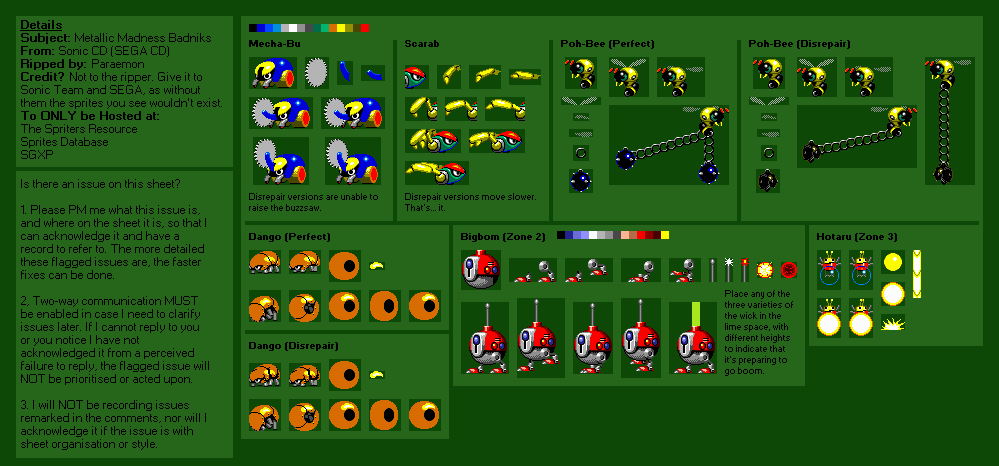 Details
Subject: Metallic Madness Badniks
From: Sonic CD (SEGA CD)
Ripped by: Paraemon
Credit? Not to the ripper. Give it to
Sonic Team and SEGA, as without
them the sprites you see wouldn't exist.
To ONLY be Hosted at:
The Spriters Resource
Sprites Database
SGXP
Is there an issue on this sheet?
1. Please PM me what this issue is,
and where on the sheet it is, so that I
can acknowledge it and have a
record to refer to. The more detailed
these flagged issues are, the faster
fixes can be done.
2. Two-way communication MUST
be enabled in case I need to clarify
issues later. If I cannot reply to you
or you notice I have not
acknowledged it from a perceived
failure to reply, the flagged issue will
NOT be prioritised or acted upon.
3. I will NOT be recording issues
remarked in the comments, nor will I
acknowledge it if the issue is with
sheet organisation or style.
Mecha-Bu
Disrepair versions are unable to
raise the buzzsaw.
Scarab
Disrepair versions move slower.
That's... it.
Poh-Bee (Perfect)
Poh-Bee (Disrepair)
Dango (Perfect)
Dango (Disrepair)
Bigbom (Zone 2)
Place any of the
three varieties of
the wick in the
lime space, with
different heights
to indicate that
it's preparing to
go boom.
Hotaru (Zone 3)